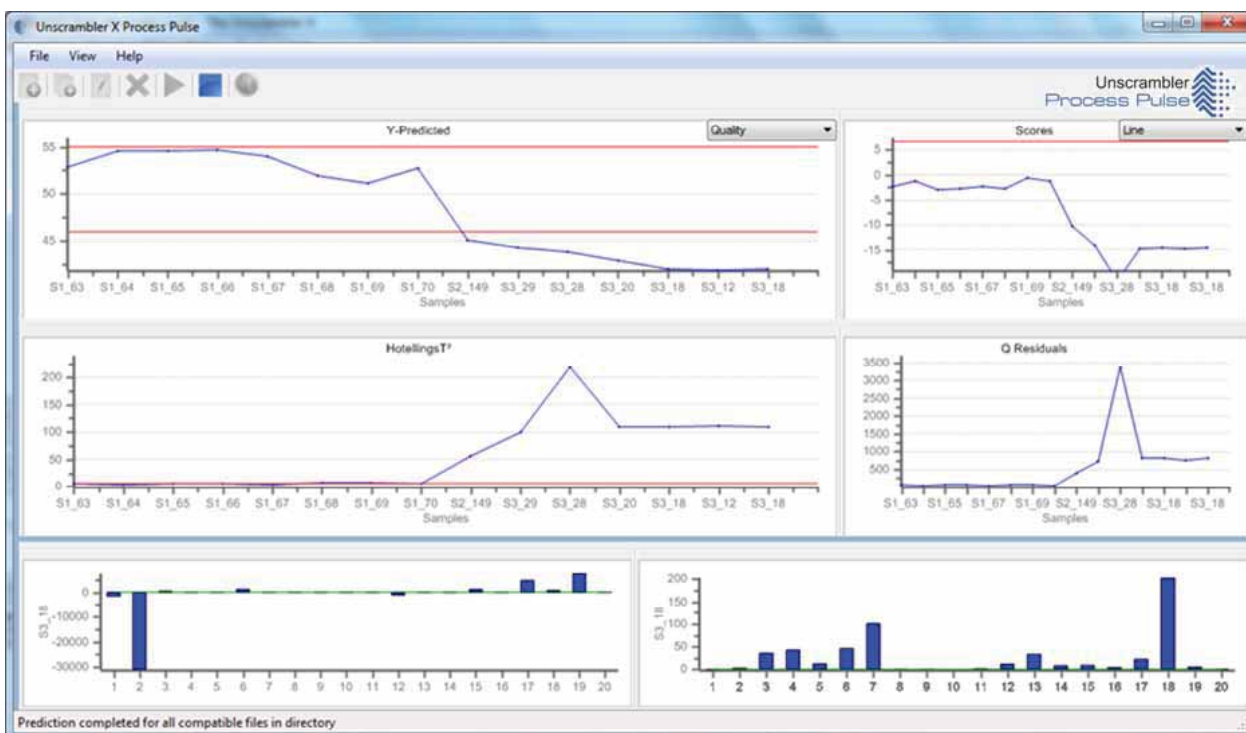 Unscrambler X Process Pulse
File View Help
Unscrambler
Process Pulse
Y-Predicted
Quality
55
50
45
S1_63 S1_64 S1_65 S1_66 S1_67 S1_68 S1_69 S1_70 S2_149 S3_29 S3_28 S3_20 S3_18 S3_12 S3_18
Samples
Scores
Line
5
0
-5
-10
-15
S1_63 S1_65 S1_67 S1_69 S2_149 S3_28 S3_18 S3_18
Samples
HotellingsT²
200
150
100
50
0
S1_63 S1_64 S1_65 S1_66 S1_67 S1_68 S1_69 S1_70 S2_149 S3_29 S3_28 S3_20 S3_18 S3_12 S3_18
Samples
Q Residuals
3500
3000
2500
2000
1500
1000
500
S1_63 S1_65 S1_67 S1_69 S2_149 S3_28 S3_18 S3_18
Samples
S3_18
0
-10000
-20000
-30000
1 2 3 4 5 6 7 8 9 10 11 12 13 14 15 16 17 18 19 20
S3_18
200
150
100
50
0
1 2 3 4 5 6 7 8 9 10 11 12 13 14 15 16 17 18 19 20
Prediction completed for all compatible files in directory